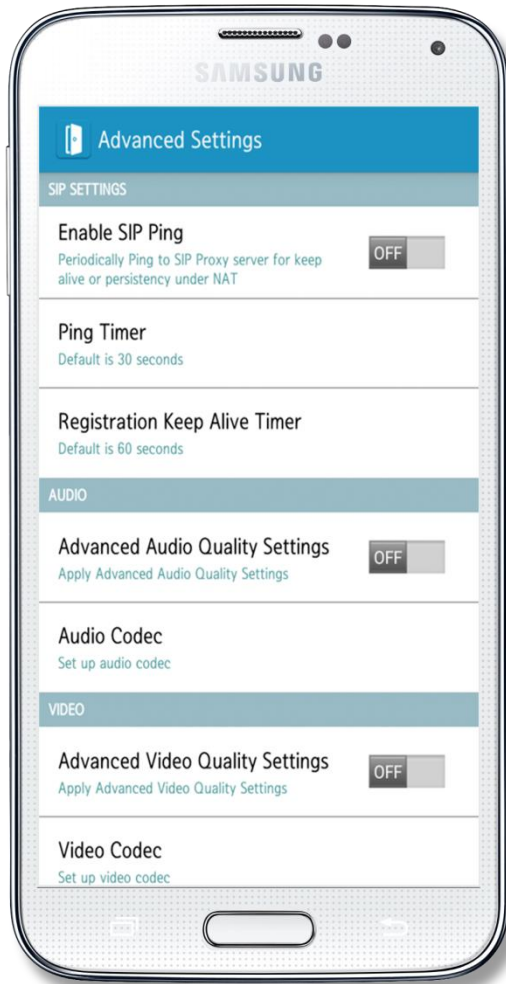 SAMSUNG
Advanced Settings
SIP SETTINGS
Enable SIP Ping
OFF
Periodically Ping to SIP Proxy server for keep
alive or persistency under NAT
Ping Timer
Default is 30 seconds
Registration Keep Alive Timer
Default is 60 seconds
AUDIO
Advanced Audio Quality Settings
OFF
Apply Advanced Audio Quality Settings
Audio Codec
Set up audio codec
VIDEO
Advanced Video Quality Settings
OFF
Apply Advanced Video Quality Settings
Video Codec
Set up video codec